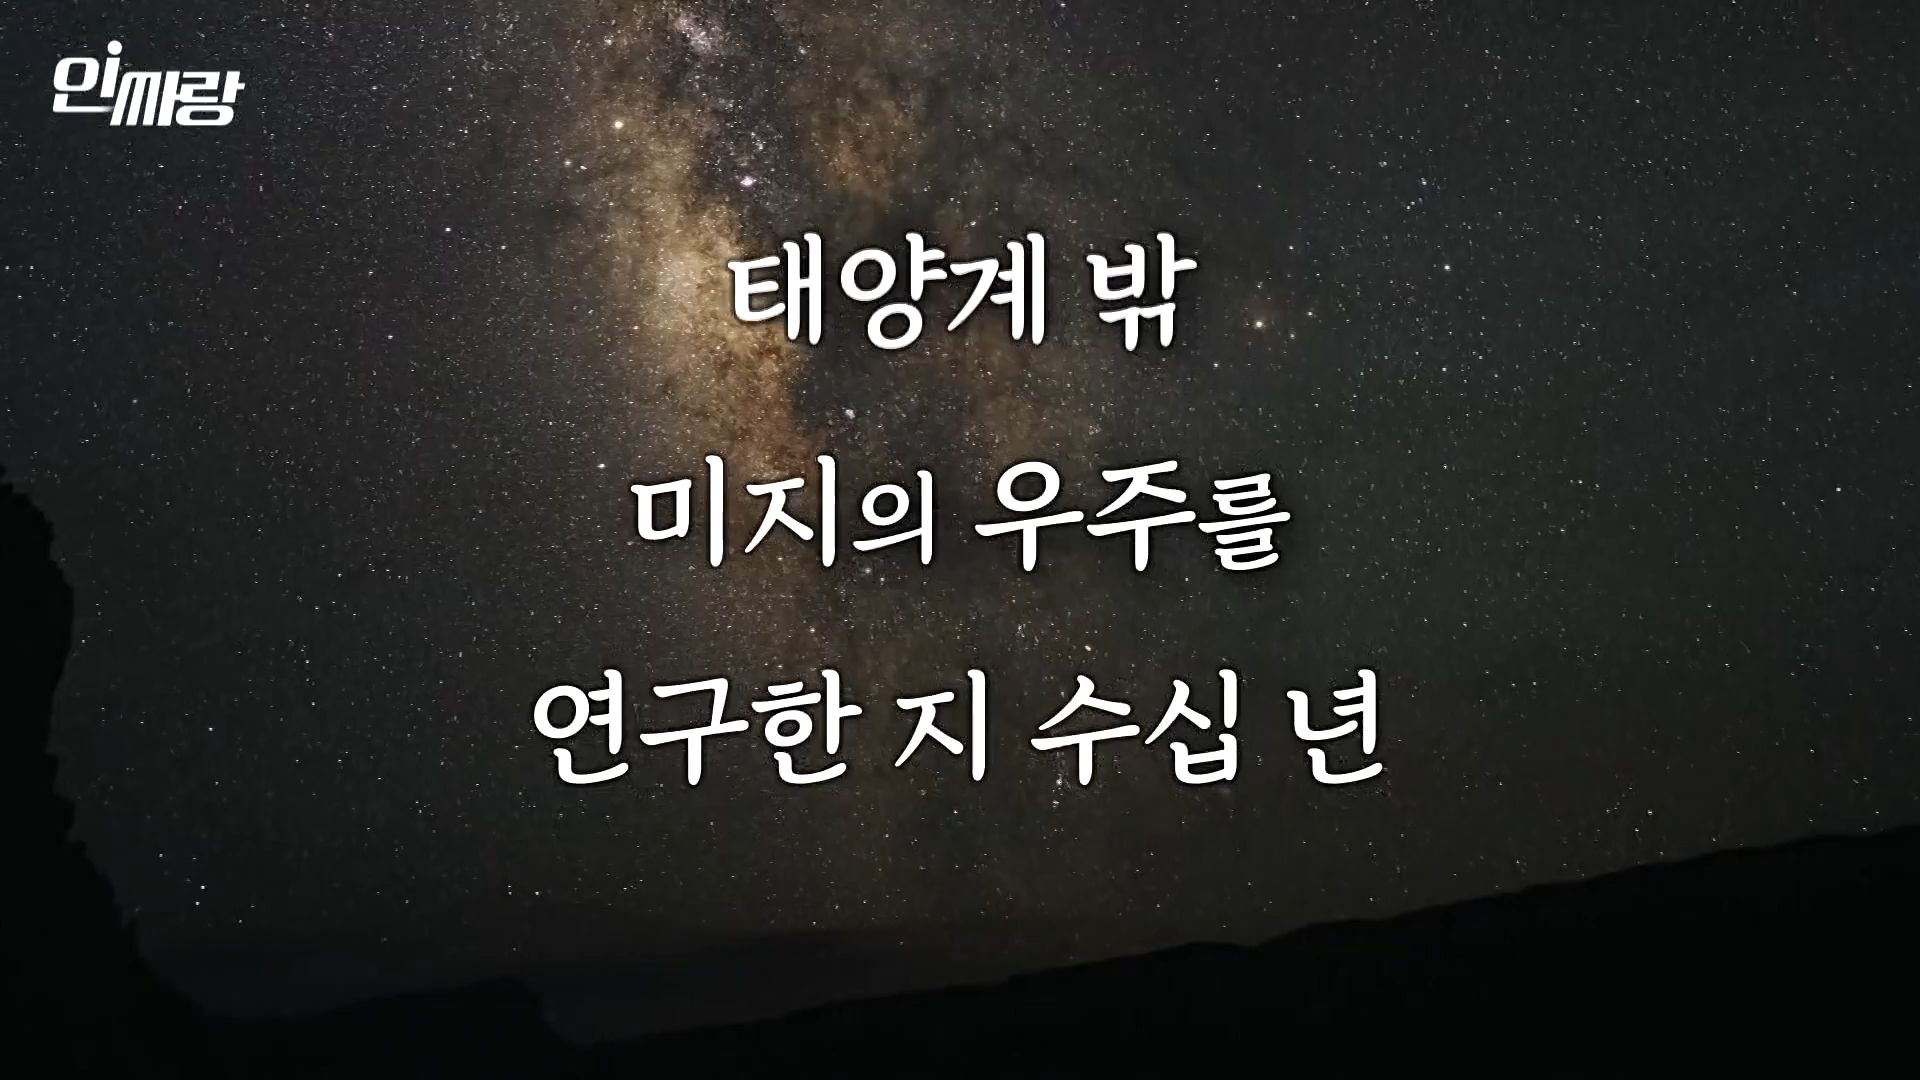 인싸랑
태양계 밖
미지의 우주를
연구한 지 수십 년